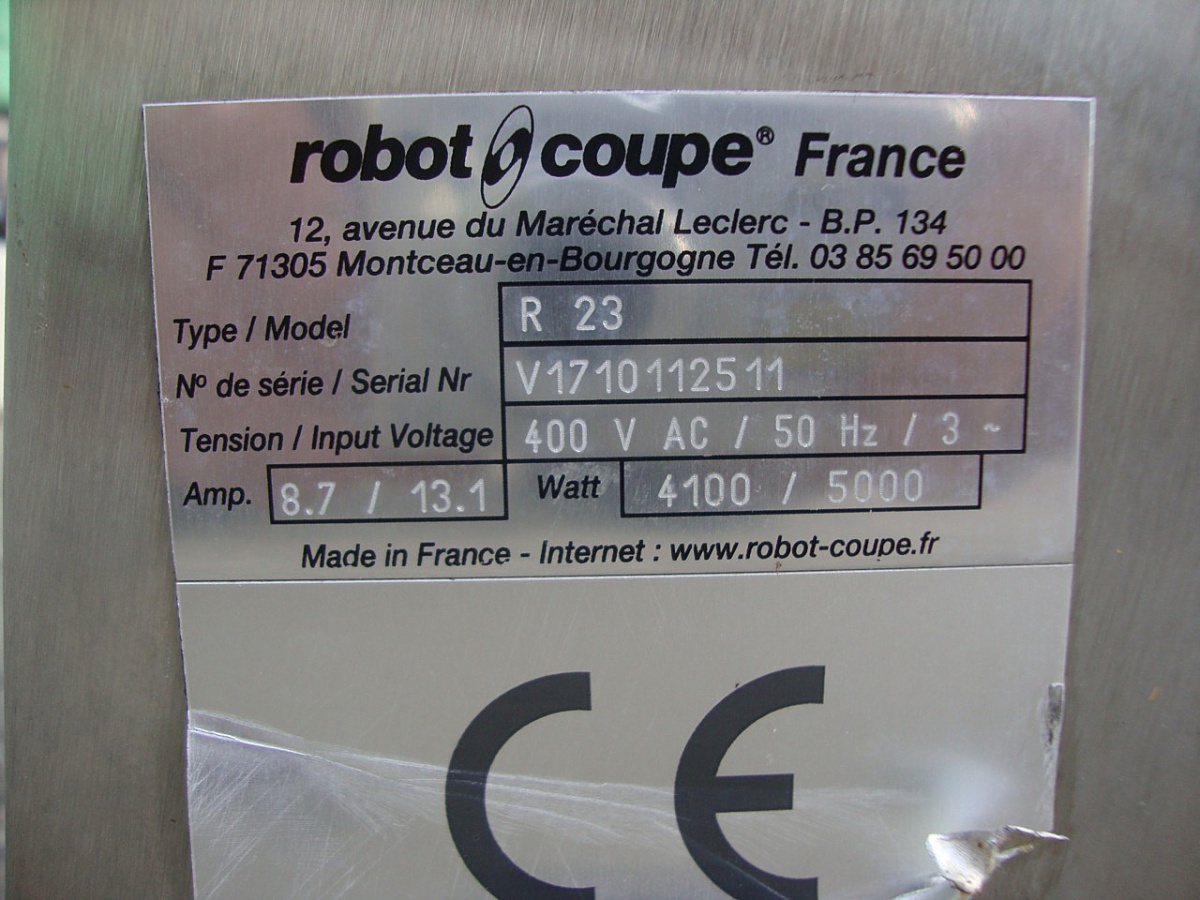 robot coupe® France
12, avenue du Maréchal Leclerc - B.P. 134
F 71305 Montceau-en-Bourgogne Tél. 03 85 69 50 00
Type / Model R 23
Nº de série / Serial Nr V1710112511
Tension / Input Voltage 400 V AC / 50 Hz / 3 ~
Amp. 8.7 / 13.1 Watt 4100 / 5000
Made in France - Internet : www.robot-coupe.fr
CE